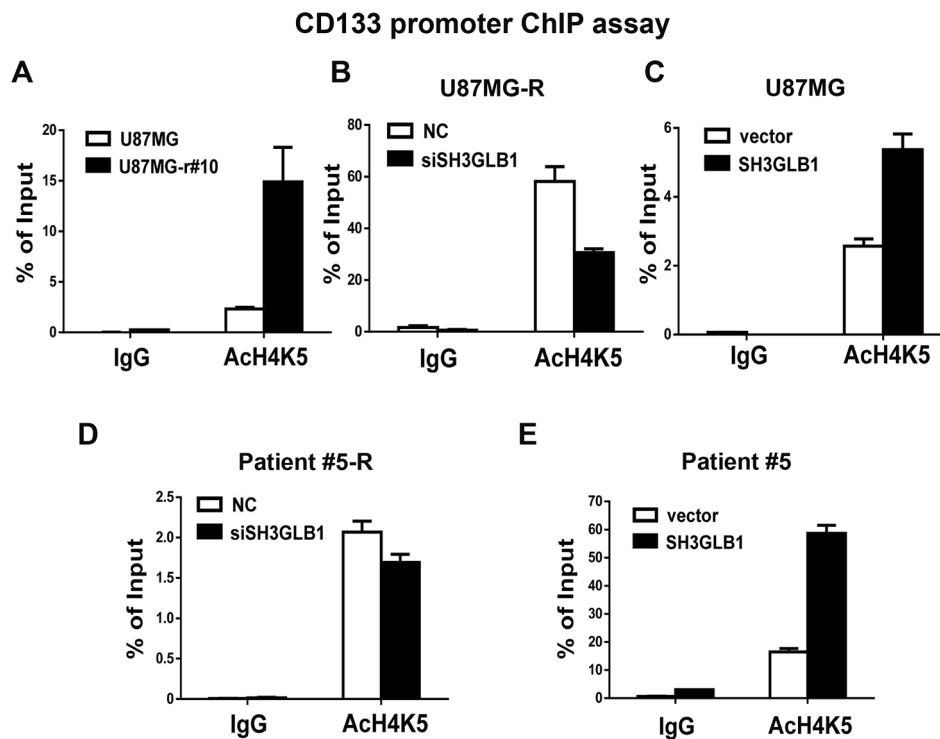 CD133 promoter ChIP assay
A
U87MG
U87MG-r#10
% of Input
20
15
10
5
0
IgG
AcH4K5
B
U87MG-R
NC
siSH3GLB1
% of Input
80
60
40
20
0
IgG
AcH4K5
C
U87MG
vector
SH3GLB1
% of Input
6
4
2
0
IgG
AcH4K5
D
Patient #5-R
NC
siSH3GLB1
% of Input
2.5
2.0
1.5
1.0
0.5
0
IgG
AcH4K5
E
Patient #5
vector
SH3GLB1
% of Input
70
60
50
40
30
20
10
0
IgG
AcH4K5